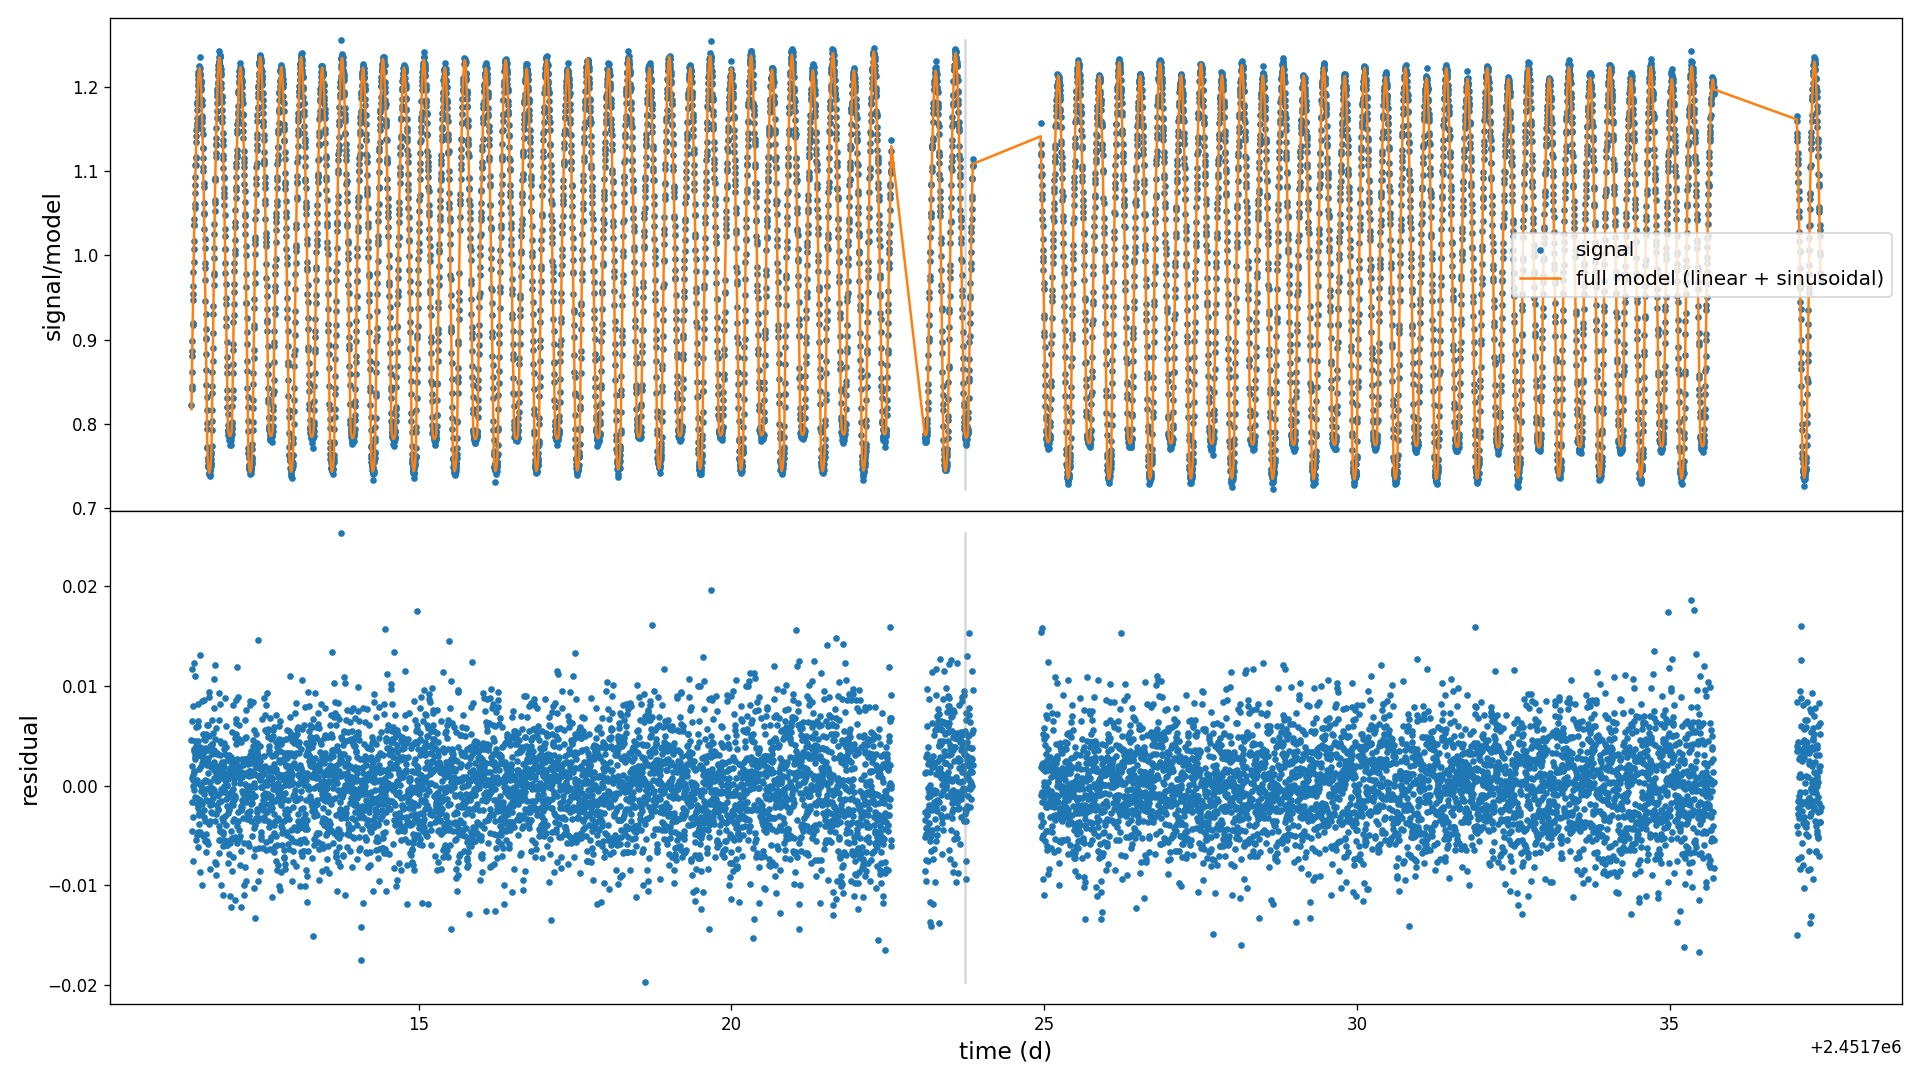 1.2
1.1
signal/model
1.0
signal
full model (linear + sinusoidal)
0.9
0.8
0.7
0.02
0.01
residual
0.00
−0.01
−0.02
15
20
25
30
35
time (d)
+2.4517e6